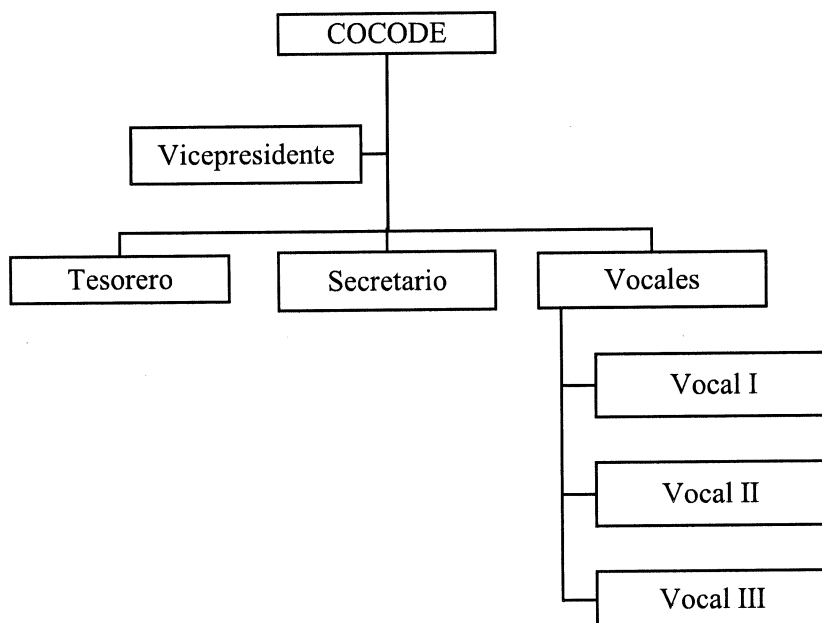 COCODE
Vicepresidente
Tesorero
Secretario
Vocales
Vocal I
Vocal II
Vocal III